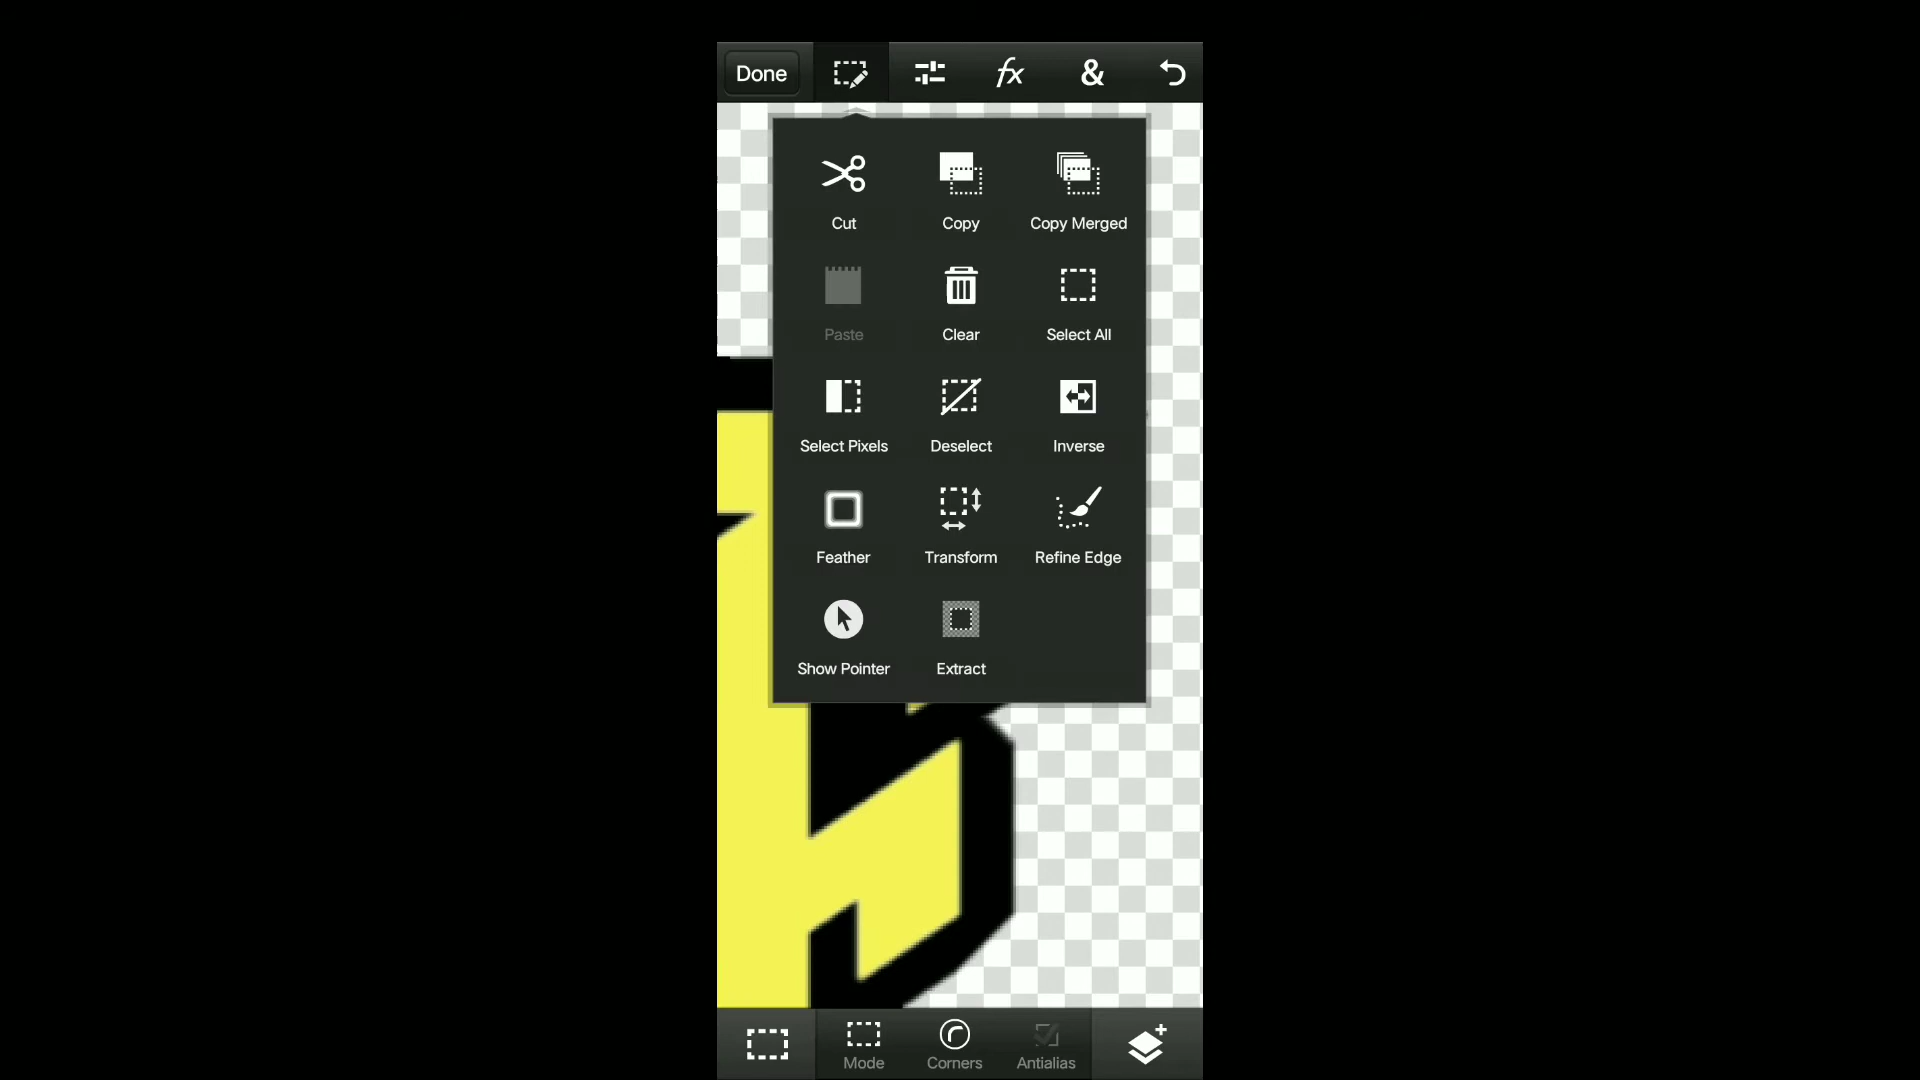 Done fx &
Cut Copy Copy Merged
Paste Clear Select All
Select Pixels Deselect Inverse
Feather Transform Refine Edge
Show Pointer Extract
Mode Corners Antialias